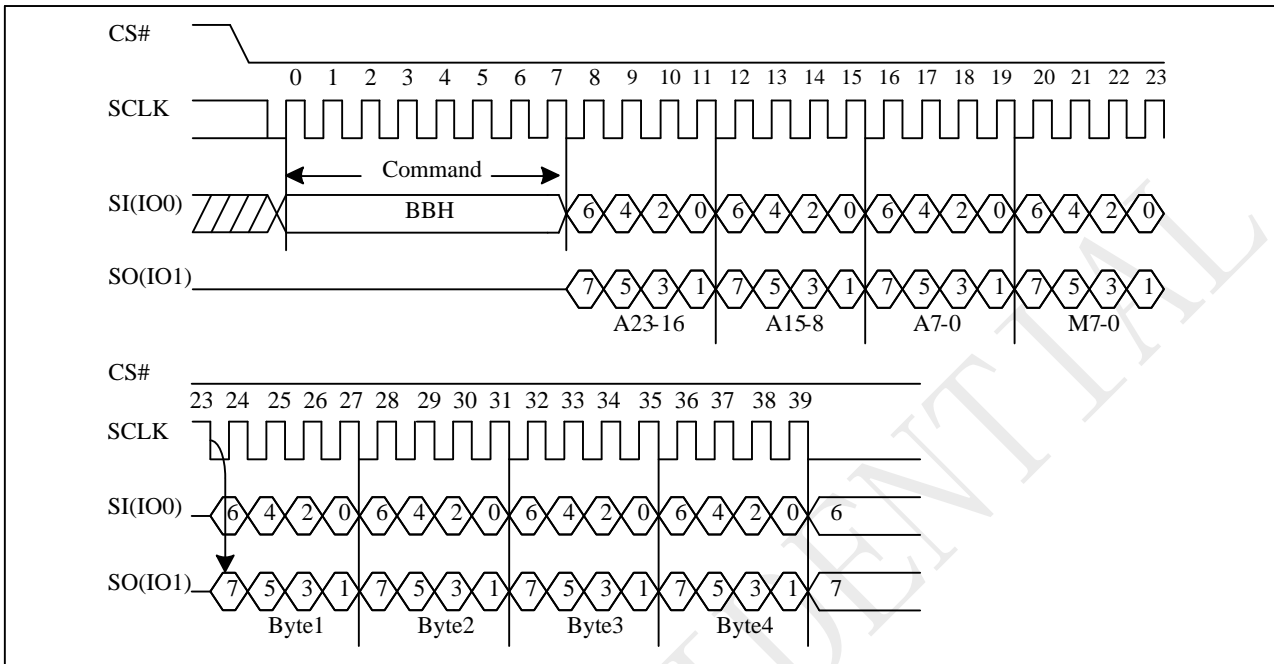 CS#
0 1 2 3 4 5 6 7 8 9 10 11 12 13 14 15 16 17 18 19 20 21 22 23
SCLK
Command
SI(IO0) BBH 6 4 2 0 6 4 2 0 6 4 2 0 6 4 2 0
SO(IO1) 7 5 3 1 7 5 3 1 7 5 3 1 7 5 3 1
A23-16 A15-8 A7-0 M7-0
CS#
23 24 25 26 27 28 29 30 31 32 33 34 35 36 37 38 39
SCLK
SI(IO0) 6 4 2 0 6 4 2 0 6 4 2 0 6 4 2 0 6
SO(IO1) 7 5 3 1 7 5 3 1 7 5 3 1 7 5 3 1 7
Byte1 Byte2 Byte3 Byte4